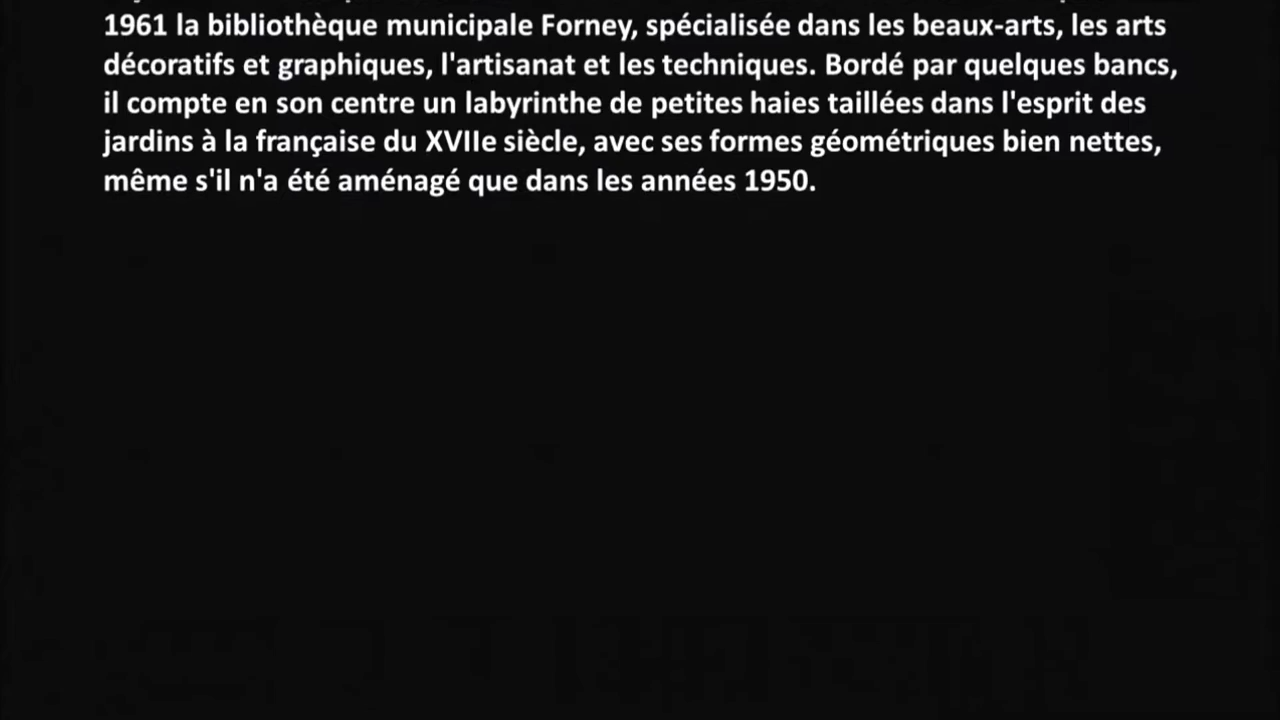 1961 la bibliothèque municipale Forney, spécialisée dans les beaux-arts, les arts
décoratifs et graphiques, l'artisanat et les techniques. Bordé par quelques bancs,
il compte en son centre un labyrinthe de petites haies taillées dans l'esprit des
jardins à la française du XVIIe siècle, avec ses formes géométriques bien nettes,
même s'il n'a été aménagé que dans les années 1950.